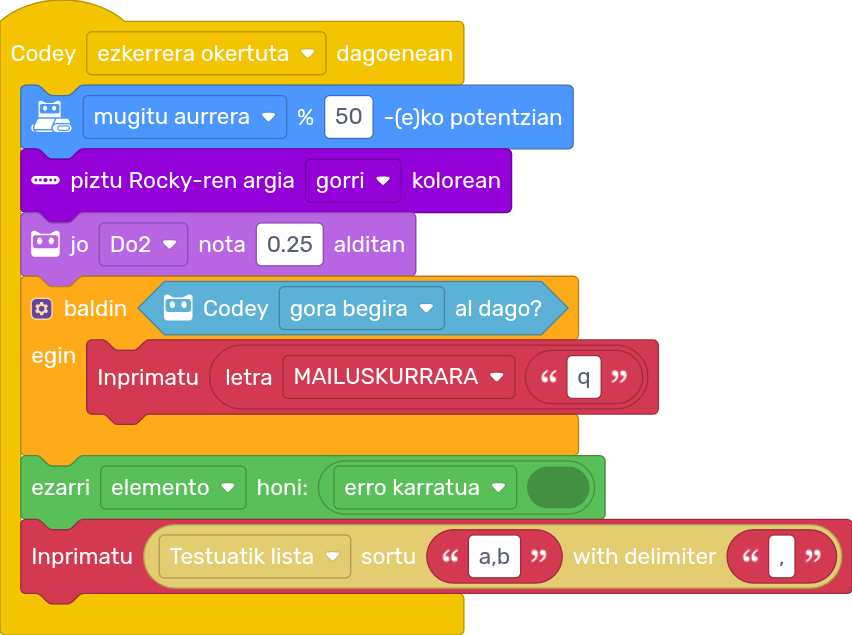 Codey ezkerrera okertuta dagoenean
mugitu aurrera % 50 -(e)ko potentzian
piztu Rocky-ren argia gorri kolorean
jo Do2 nota 0.25 alditan
baldin Codey gora begira al dago?
egin
Inprimatu letra MAILUSKURRARA “ q ”
ezarri elemento honi: erro karratua
Inprimatu Testuatik lista sortu “ a,b ” with delimiter “ , ”